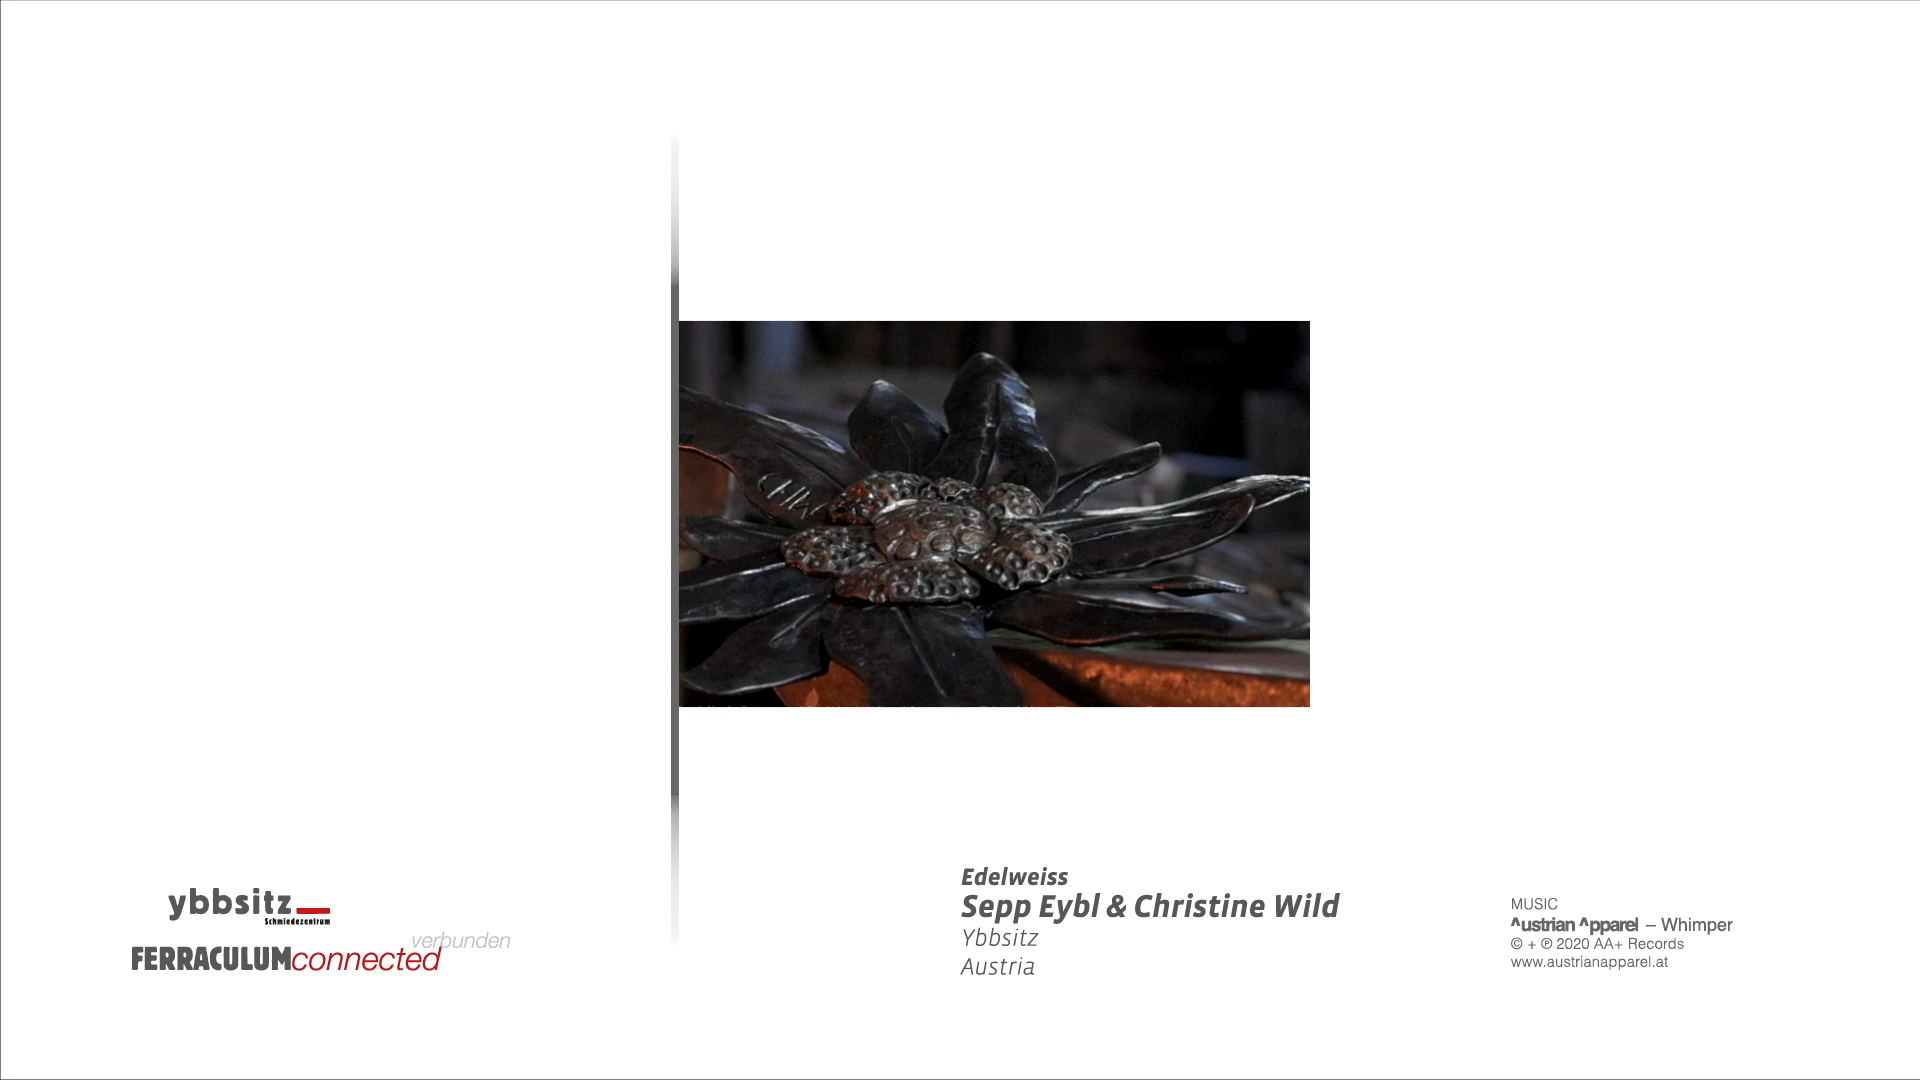 CHW
ybbsitz
Schmiedezentrum
verbunden
FERRACULUMconnected
Edelweiss
Sepp Eybl & Christine Wild
Ybbsitz
Austria
MUSIC
^ustrian ^pparel – Whimper
© + ℗ 2020 AA+ Records
www.austrianapparel.at